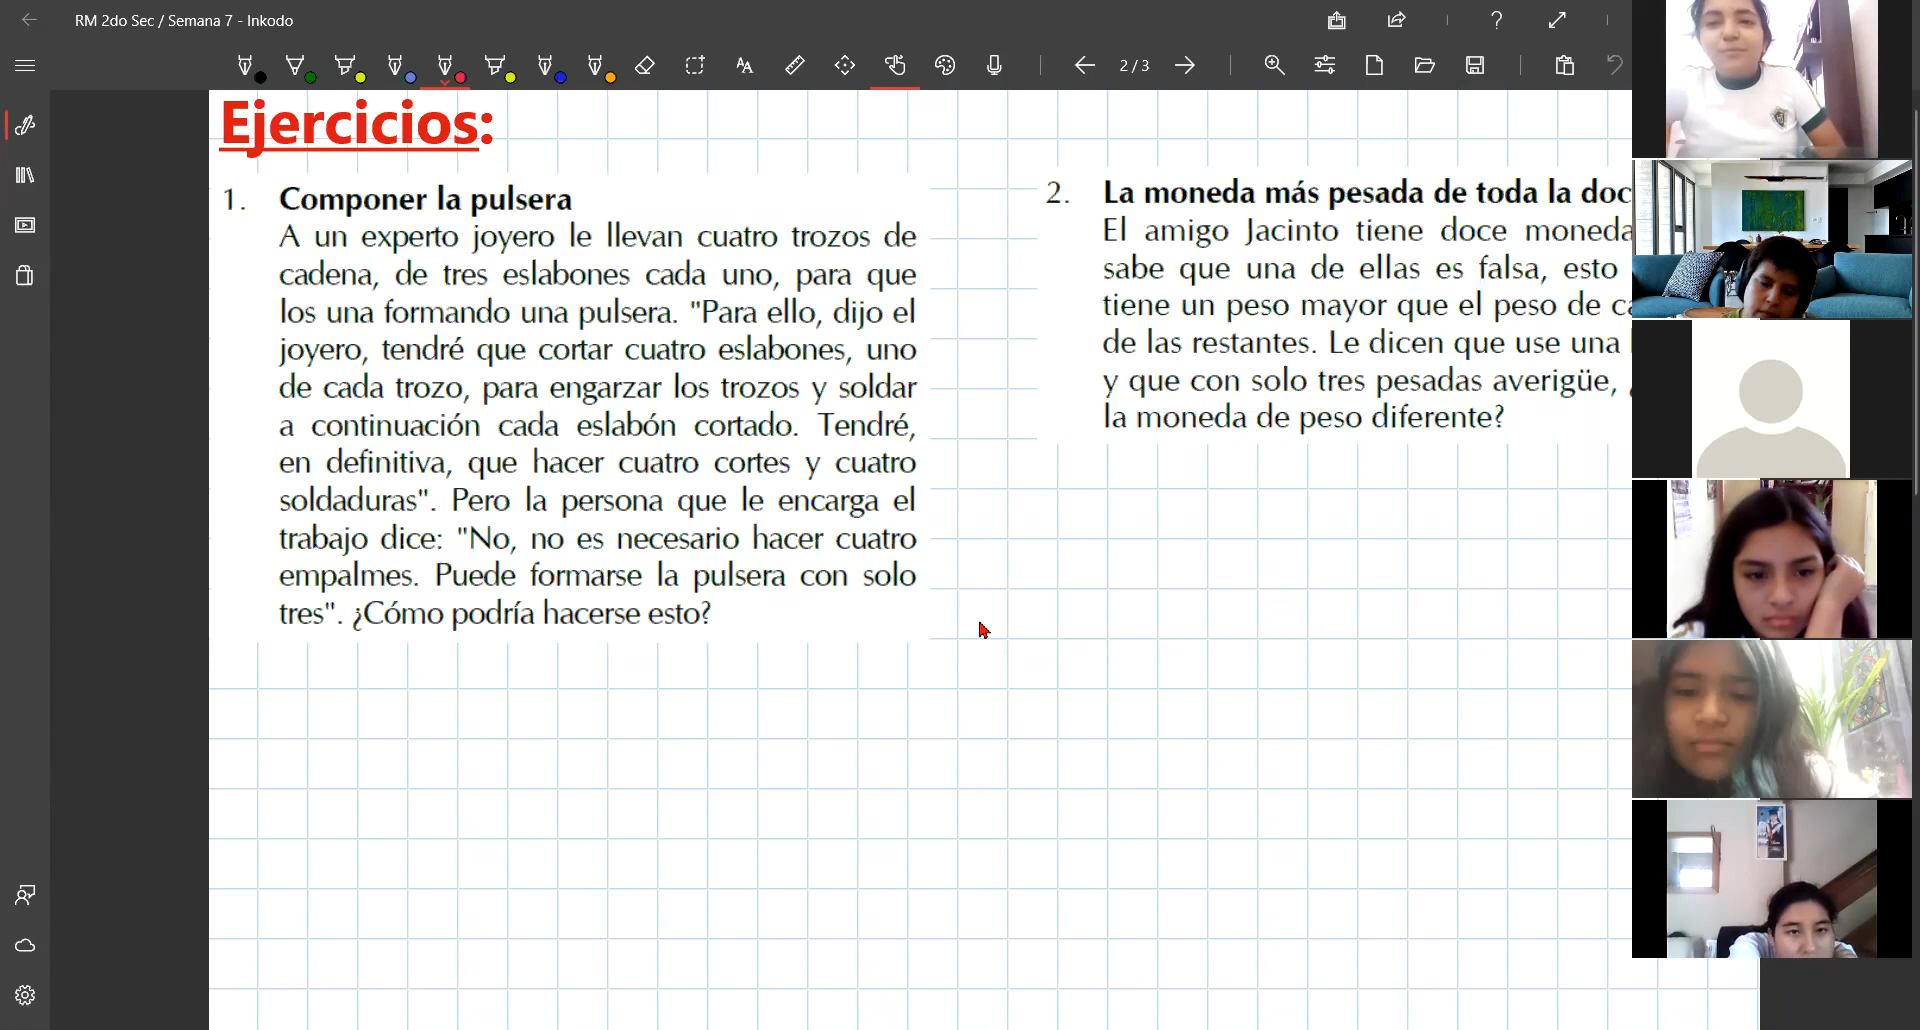 RM 2do Sec / Semana 7 - Inkodo
2 / 3
Ejercicios:
1. Componer la pulsera
A un experto joyero le llevan cuatro trozos de
cadena, de tres eslabones cada uno, para que
los una formando una pulsera. "Para ello, dijo el
joyero, tendré que cortar cuatro eslabones, uno
de cada trozo, para engarzar los trozos y soldar
a continuación cada eslabón cortado. Tendré,
en definitiva, que hacer cuatro cortes y cuatro
soldaduras". Pero la persona que le encarga el
trabajo dice: "No, no es necesario hacer cuatro
empalmes. Puede formarse la pulsera con solo
tres". ¿Cómo podría hacerse esto?
2. La moneda más pesada de toda la doc
El amigo Jacinto tiene doce moneda
sabe que una de ellas es falsa, esto
tiene un peso mayor que el peso de ca
de las restantes. Le dicen que use una
y que con solo tres pesadas averigüe, ¿
la moneda de peso diferente?